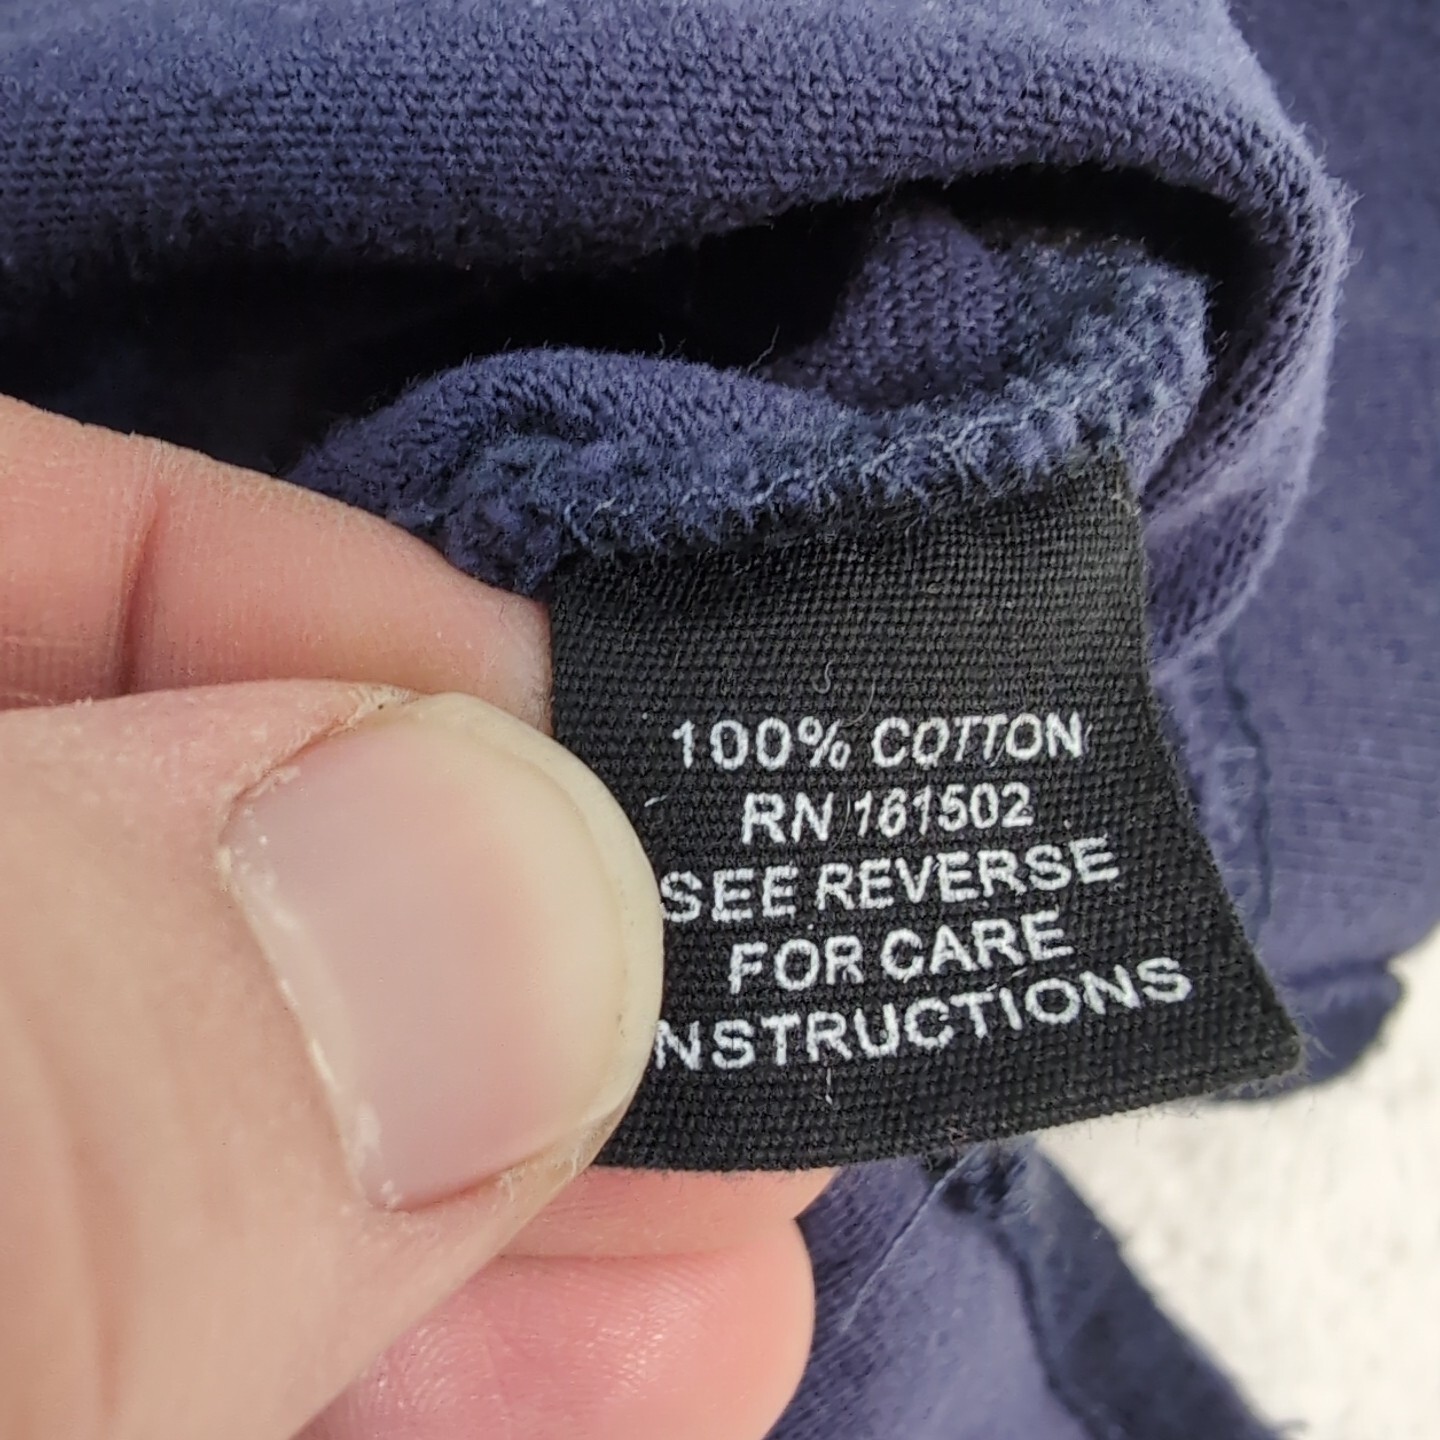 100% COTTON
RN 161502
SEE REVERSE
FOR CARE
NSTRUCTIONS